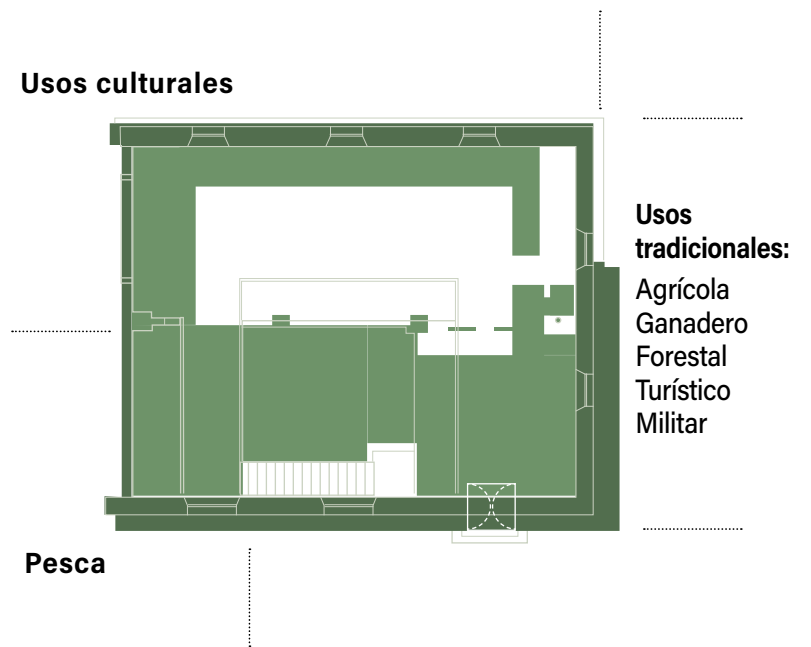 Usos culturales
Usos
tradicionales:
Agrícola
Ganadero
Forestal
Turístico
Militar
Pesca